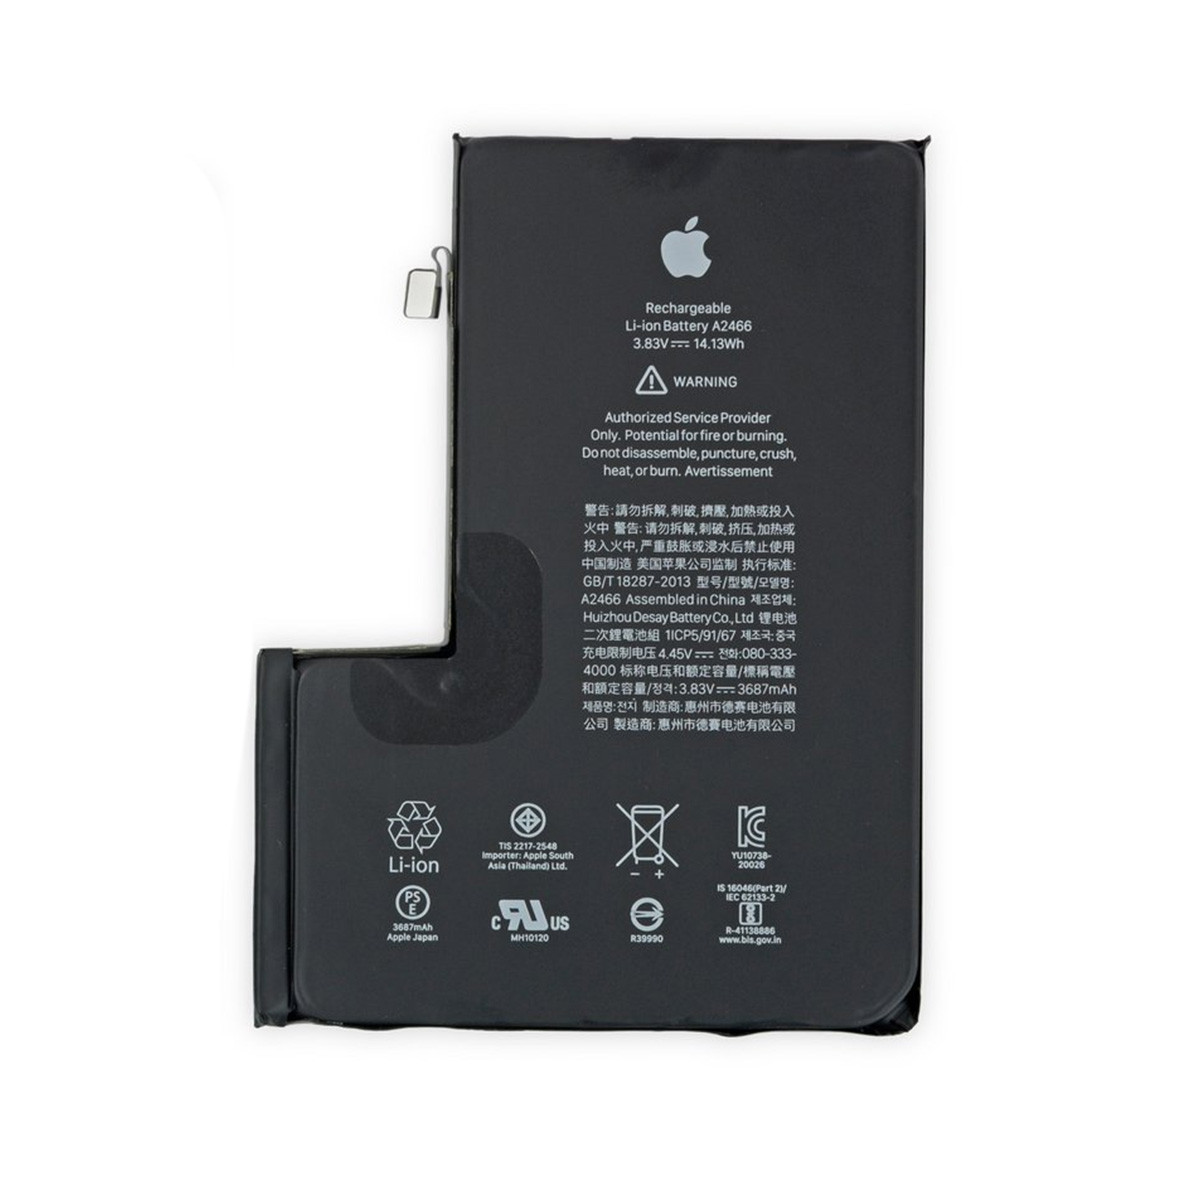 Rechargeable
Li-ion Battery A2466
3.83V⎓14.13Wh
WARNING
Authorized Service Provider
Only. Potential for fire or burning.
Do not disassemble, puncture, crush,
heat, or burn. Avertissement
警告:請勿拆解,刺破,擠壓,加熱或投入
火中 警告:请勿拆解,刺破,挤压,加热或
投入火中,严重鼓胀或浸水后禁止使用
中国制造 美国苹果公司监制 执行标准:
GB/T 18287-2013 型号/型號/모델명:
A2466 Assembled in China 제조업체:
Huizhou Desay Battery Co., Ltd 锂电池
二次鋰電池組 1ICP5/91/67 제조국:중국
充电限制电压 4.45V⎓ 전화:080-333-
4000 标称电压和额定容量/標稱電壓
和額定容量/정격:3.83V⎓3687mAh
제품명:전지 制造商:惠州市德赛电池有限
公司 製造商:惠州市德賽电池有限公司
Li-ion
TIS 2217-2548
Importer: Apple South
Asia (Thailand) Ltd.
YU10738-
20026
PS
E
3687mAh
Apple Japan
c RU US
MH10120
R39990
IS 16046(Part 2)/
IEC 62133-2
R-41138886
www.bis.gov.in